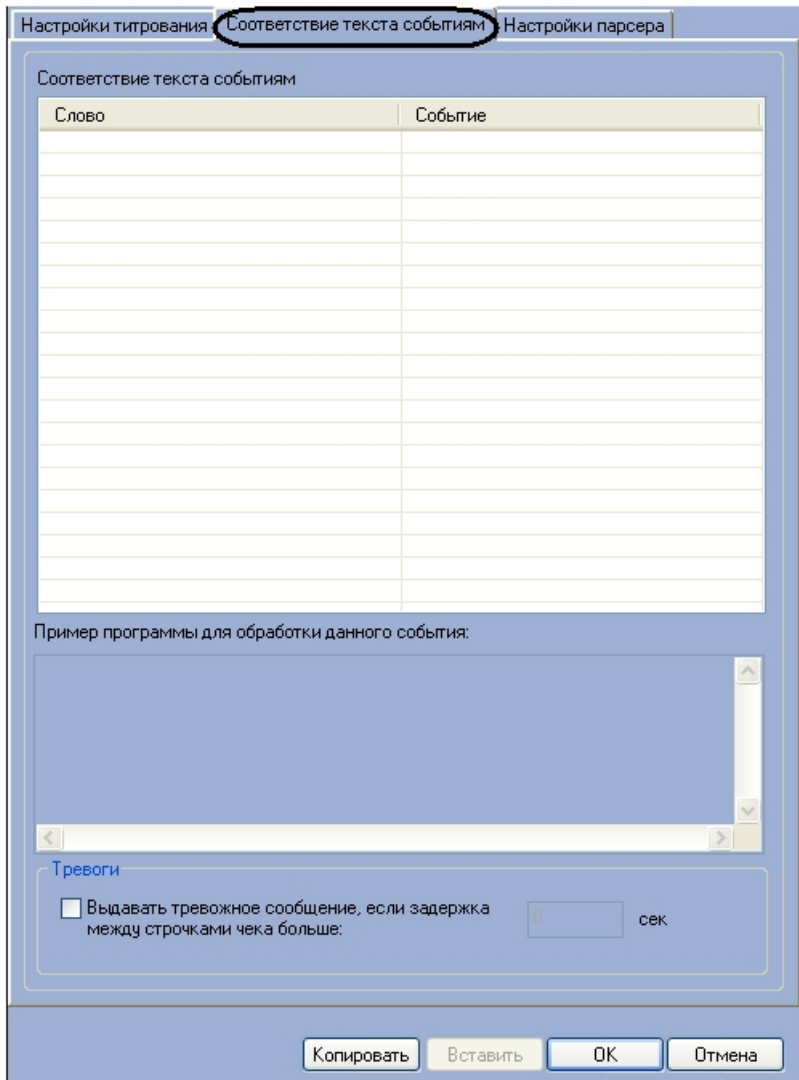 Настройки титрования Соответствие текста событиям Настройки парсера
Соответствие текста событиям
Слово Событие
Пример программы для обработки данного события:
Тревоги
Выдавать тревожное сообщение, если задержка
между строчками чека больше:
0 сек
Копировать Вставить OK Отмена